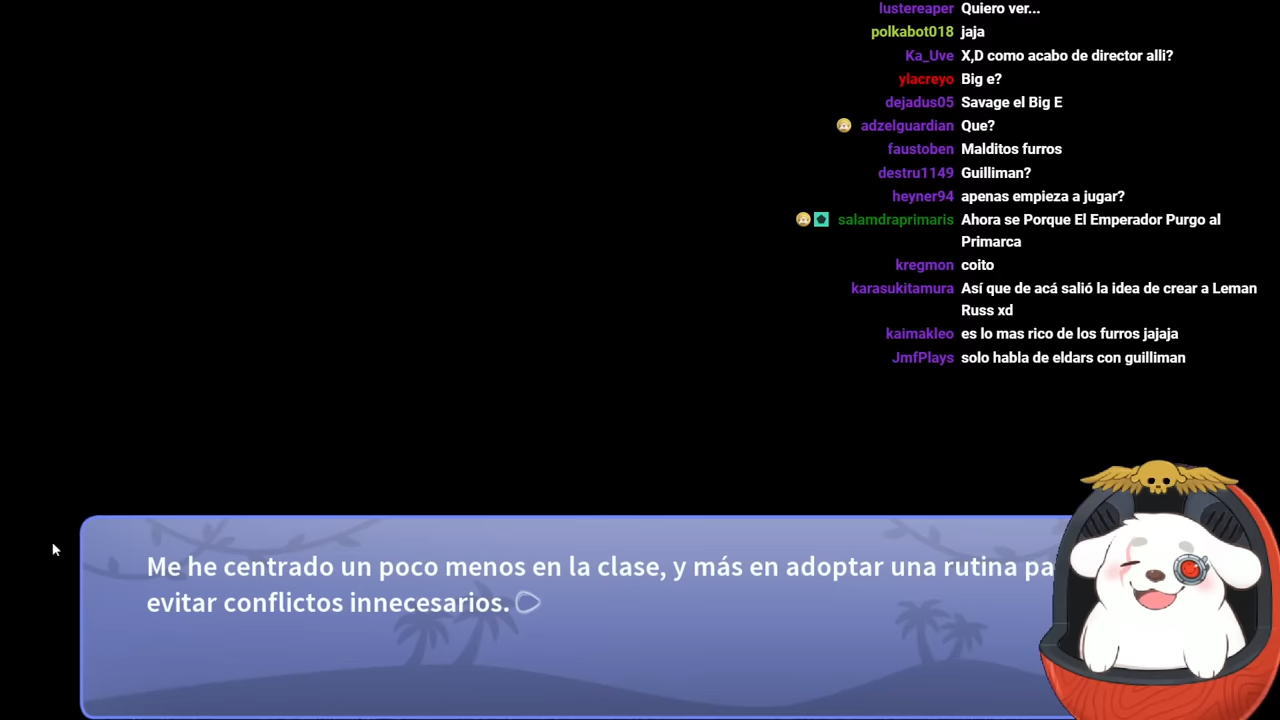 lustereaper Quiero ver...
polkabot018 jaja
Ka_Uve X,D como acabo de director alli?
ylacreyo Big e?
dejadus05 Savage el Big E
adzelguardian Que?
faustoben Malditos furros
destru1149 Guilliman?
heyner94 apenas empieza a jugar?
salamdraprimaris Ahora se Porque El Emperador Purgo al
Primarca
kregmon coito
karasukitamura Así que de acá salió la idea de crear a Leman
Russ xd
kaimakleo es lo mas rico de los furros jajaja
JmfPlays solo habla de eldars con guilliman
Me he centrado un poco menos en la clase, y más en adoptar una rutina pa
evitar conflictos innecesarios.